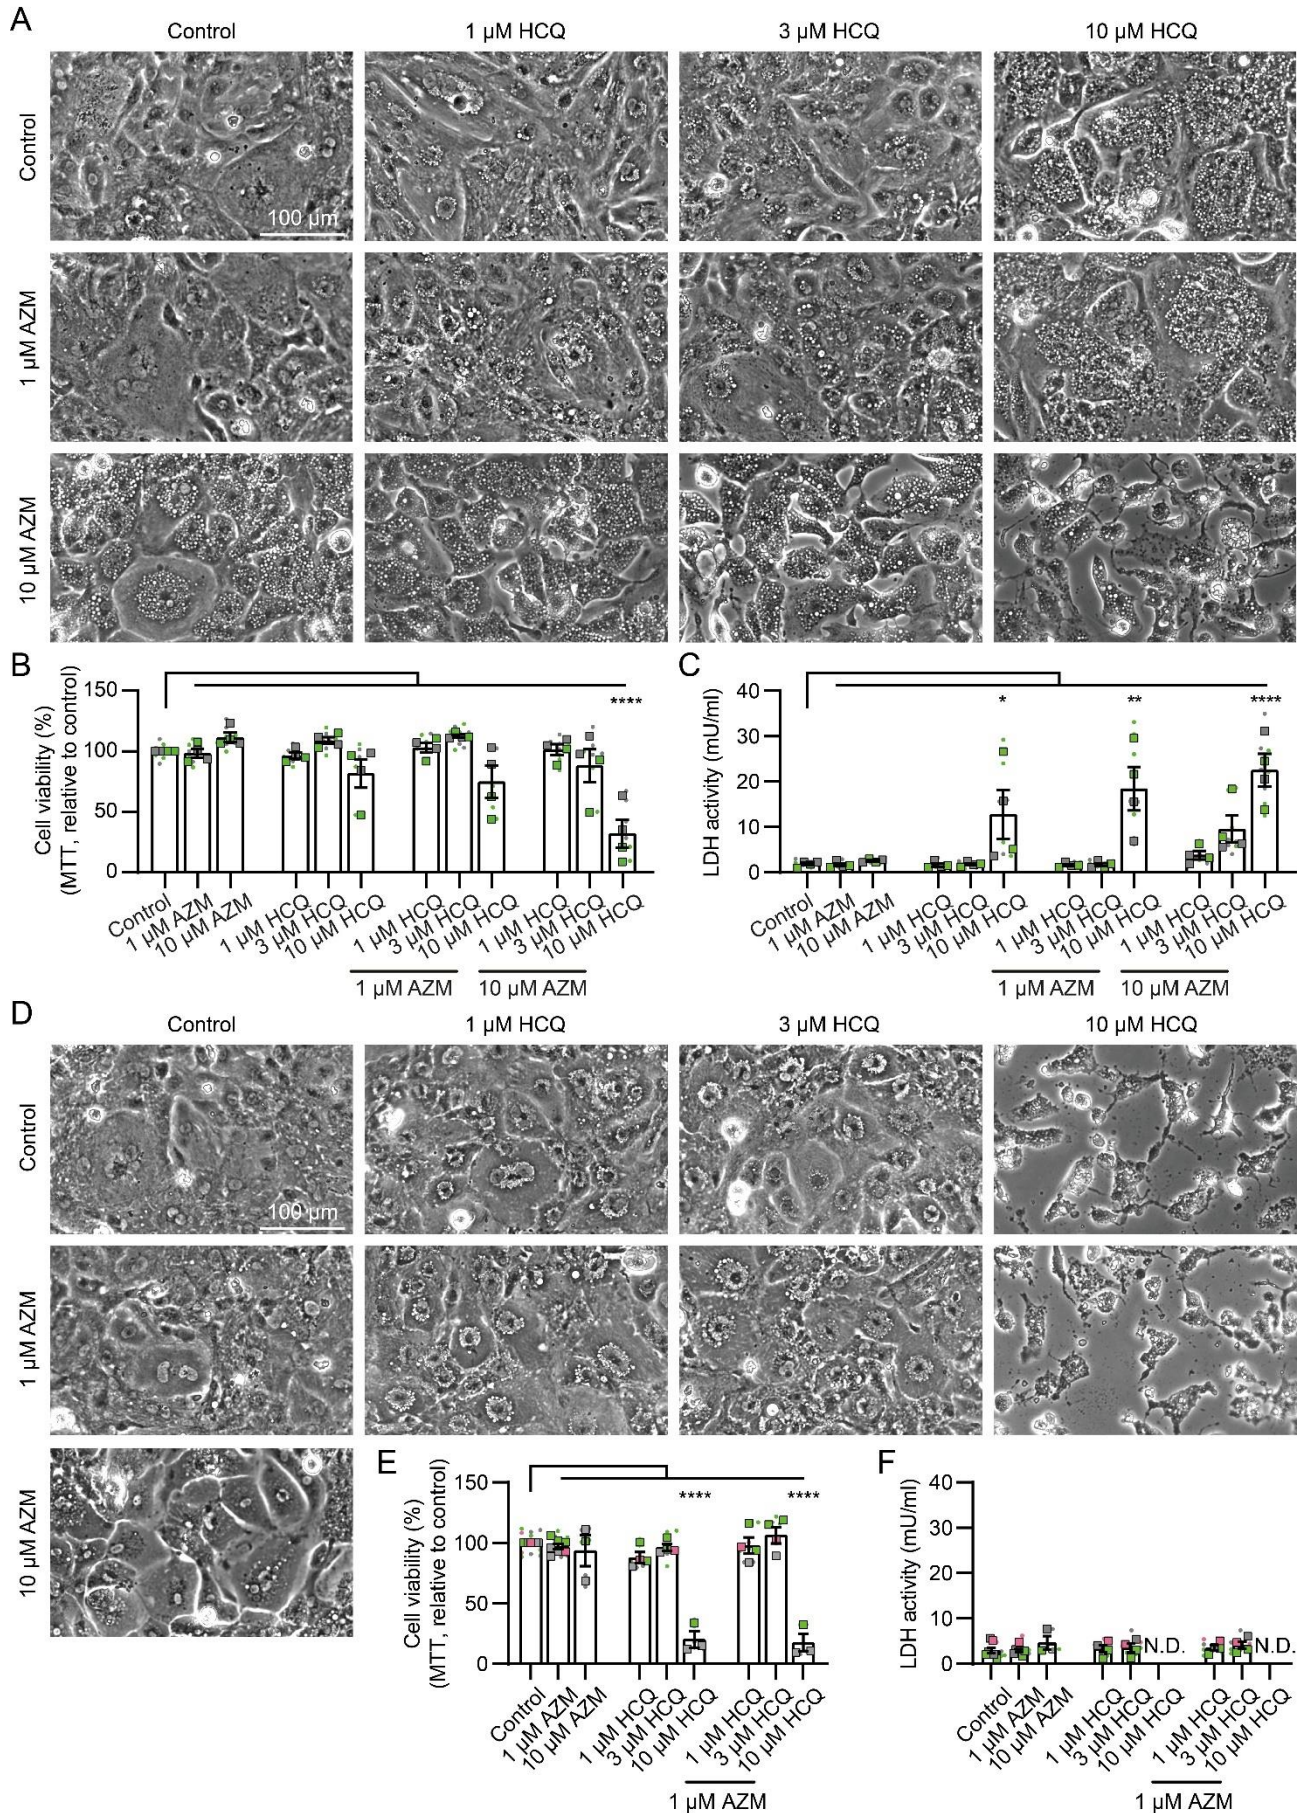 A
Control
1 µM HCQ
3 µM HCQ
10 µM HCQ
Control
100 µm
1 µM AZM
10 µM AZM
B
Cell viability (%)
(MTT, relative to control)
150
100
50
0
****
Control
1 µM AZM
10 µM AZM
1 µM HCQ
3 µM HCQ
10 µM HCQ
1 µM HCQ
3 µM HCQ
10 µM HCQ
1 µM HCQ
3 µM HCQ
10 µM HCQ
1 µM AZM
10 µM AZM
C
LDH activity (mU/ml)
40
30
20
10
0
*
**
****
Control
1 µM AZM
10 µM AZM
1 µM HCQ
3 µM HCQ
10 µM HCQ
1 µM HCQ
3 µM HCQ
10 µM HCQ
1 µM HCQ
3 µM HCQ
10 µM HCQ
1 µM AZM
10 µM AZM
D
Control
1 µM HCQ
3 µM HCQ
10 µM HCQ
Control
100 µm
1 µM AZM
10 µM AZM
E
Cell viability (%)
(MTT, relative to control)
150
100
50
0
****
****
Control
1 µM AZM
10 µM AZM
1 µM HCQ
3 µM HCQ
10 µM HCQ
1 µM HCQ
3 µM HCQ
10 µM HCQ
1 µM AZM
F
LDH activity (mU/ml)
40
30
20
10
0
N.D.
N.D.
Control
1 µM AZM
10 µM AZM
1 µM HCQ
3 µM HCQ
10 µM HCQ
1 µM HCQ
3 µM HCQ
10 µM HCQ
1 µM AZM